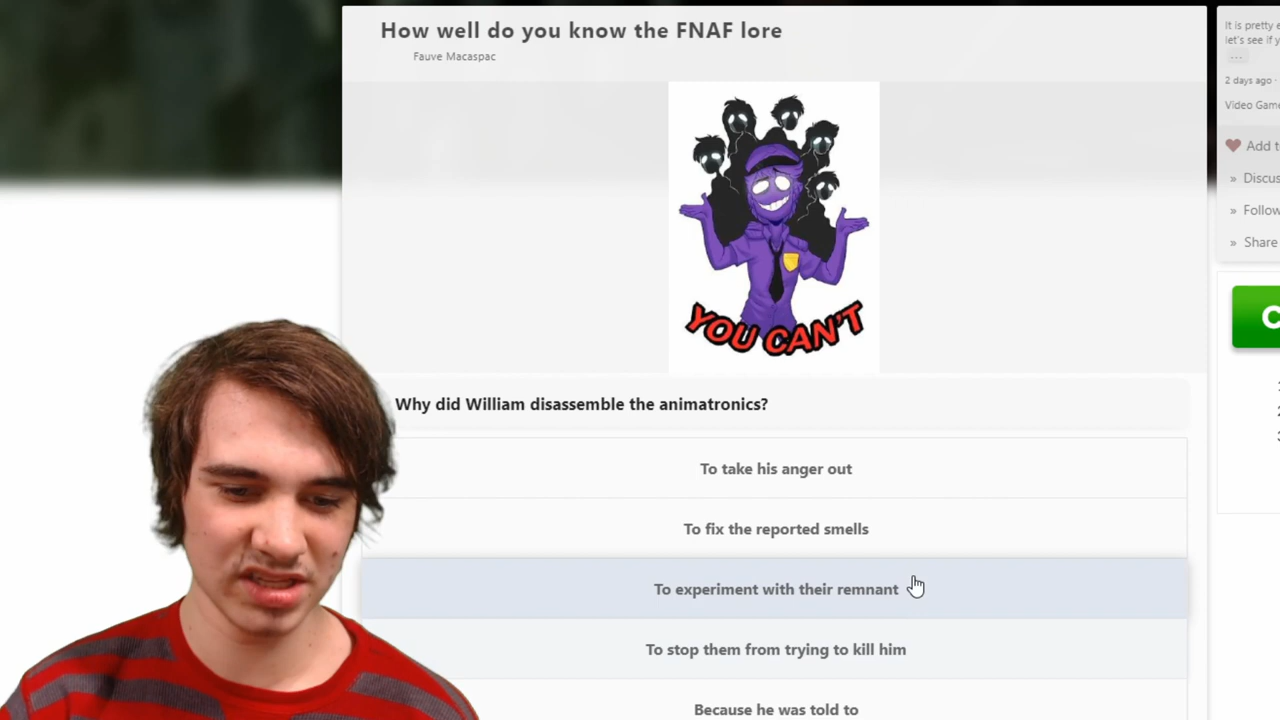 How well do you know the FNAF lore
Fauve Macaspac
YOU CAN'T
Why did William disassemble the animatronics?
To take his anger out
To fix the reported smells
To experiment with their remnant
To stop them from trying to kill him
Because he was told to
It is pretty
let's see if
...
2 days ago ·
Video Game
Add
» Discus
» Follow
» Share
C